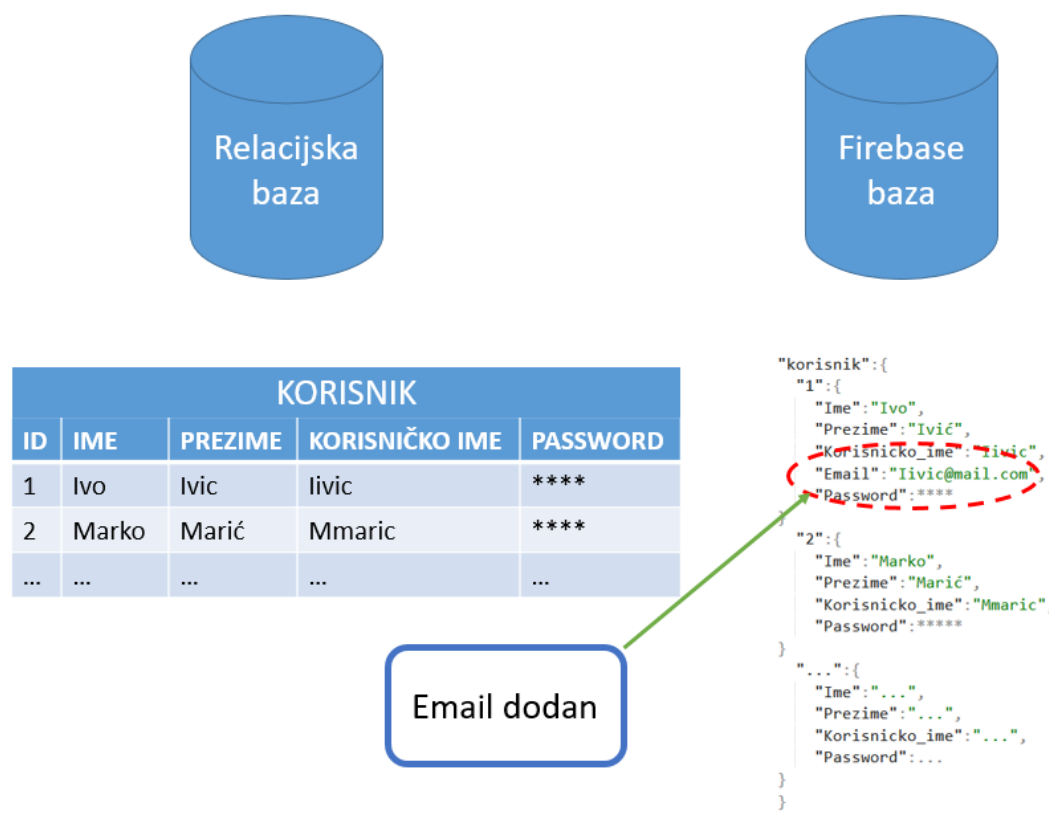 Relacijska
baza
Firebase
baza
KORISNIK
ID IME PREZIME KORISNIČKO IME PASSWORD
1 Ivo Ivic Iivic ****
2 Marko Marić Mmaric ****
... ... ... ... ...
Email dodan
"korisnik":{
"1":{
"Ime":"Ivo",
"Prezime":"Ivić",
"Korisnicko_ime":"Iivic",
"Email":"Iivic@mail.com",
"Password":****
}
"2":{
"Ime":"Marko",
"Prezime":"Marić",
"Korisnicko_ime":"Mmaric",
"Password":*****
}
"...":{
"Ime":"...",
"Prezime":"...",
"Korisnicko_ime":"...",
"Password":...
}
}